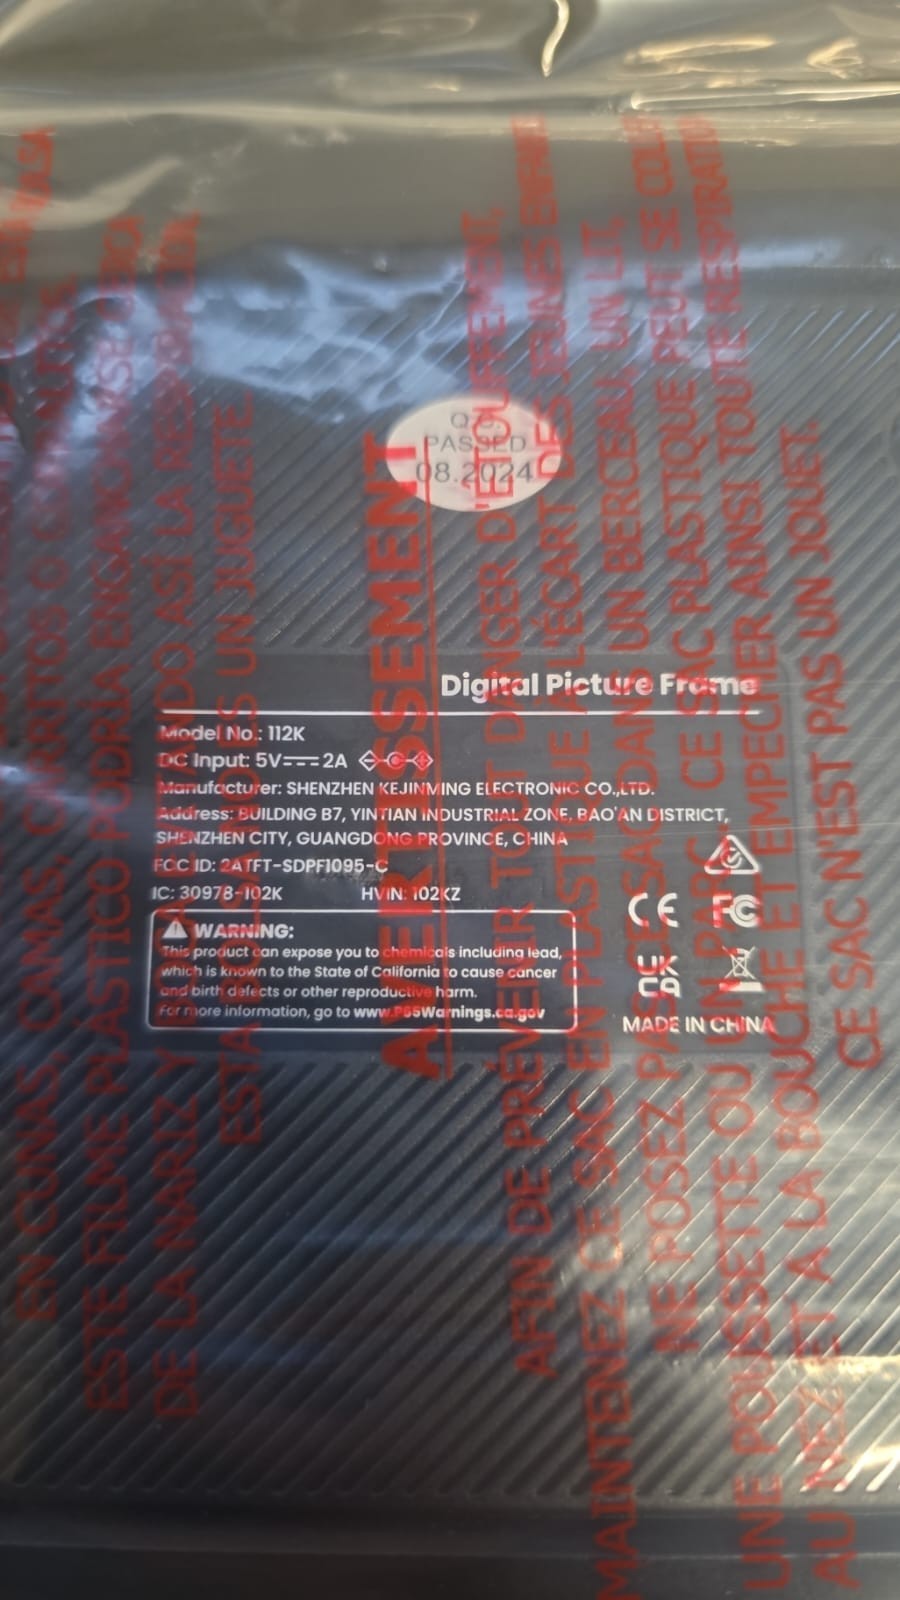 Q.C.
PASSED
08.2024
Digital Picture Frame
Model No.: 112K
DC Input: 5V⎓2A
Manufacturer: SHENZHEN KEJINMING ELECTRONIC CO.,LTD.
Address: BUILDING B7, YINTIAN INDUSTRIAL ZONE, BAO'AN DISTRICT,
SHENZHEN CITY, GUANGDONG PROVINCE, CHINA
FCC ID: 2ATFT-SDPF1095-C
IC: 30978-102K HVIN: 102KZ
WARNING:
This product can expose you to chemicals including lead,
which is known to the State of California to cause cancer
and birth defects or other reproductive harm.
For more information, go to www.P65Warnings.ca.gov
CE FC
UK
CA
MADE IN CHINA
EN CUNAS, CAMAS, CARRITOS O
ESTE FILME PLÁSTICO PODRÍA ENGANCHARSE CERCA
DE LA NARIZ Y
ANDO ASÍ LA RESPIRACIÓN.
ESTA
NO ES UN JUGUETE.
AVERTISSEMENT
AFIN DE PRÉVENIR TOUT DANGER D'ÉTOUFFEMENT,
MAINTENEZ CE SAC EN PLASTIQUE À L'ÉCART DES JEUNES ENFANTS
NE POSEZ PAS CE SAC DANS UN BERCEAU, UN LIT,
UNE POUSSETTE OU UN PARC. CE SAC PLASTIQUE PEUT SE COLLER
AU NEZ ET A LA BOUCHE ET EMPECHER AINSI TOUTE RESPIRATION
CE SAC N'EST PAS UN JOUET.